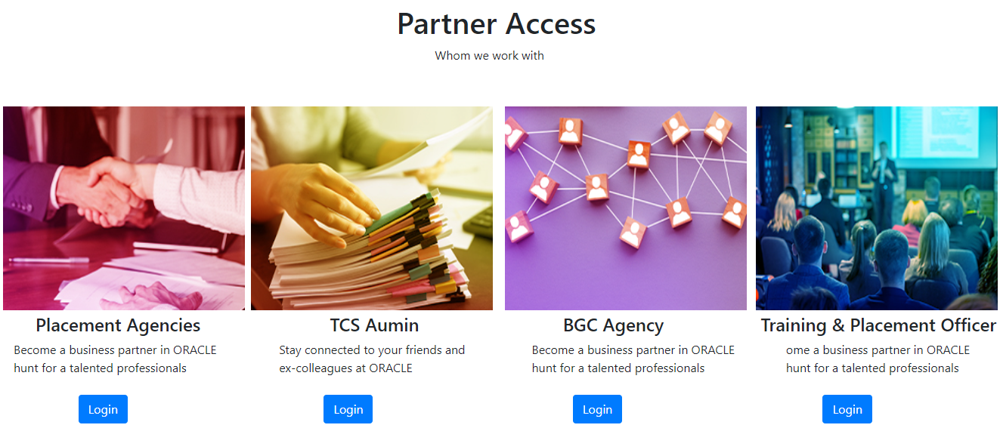 Partner Access
Whom we work with
Placement Agencies
Become a business partner in ORACLE
hunt for a talented professionals
Login
TCS Aumin
Stay connected to your friends and
ex-colleagues at ORACLE
Login
BGC Agency
Become a business partner in ORACLE
hunt for a talented professionals
Login
Training & Placement Officer
ome a business partner in ORACLE
hunt for a talented professionals
Login